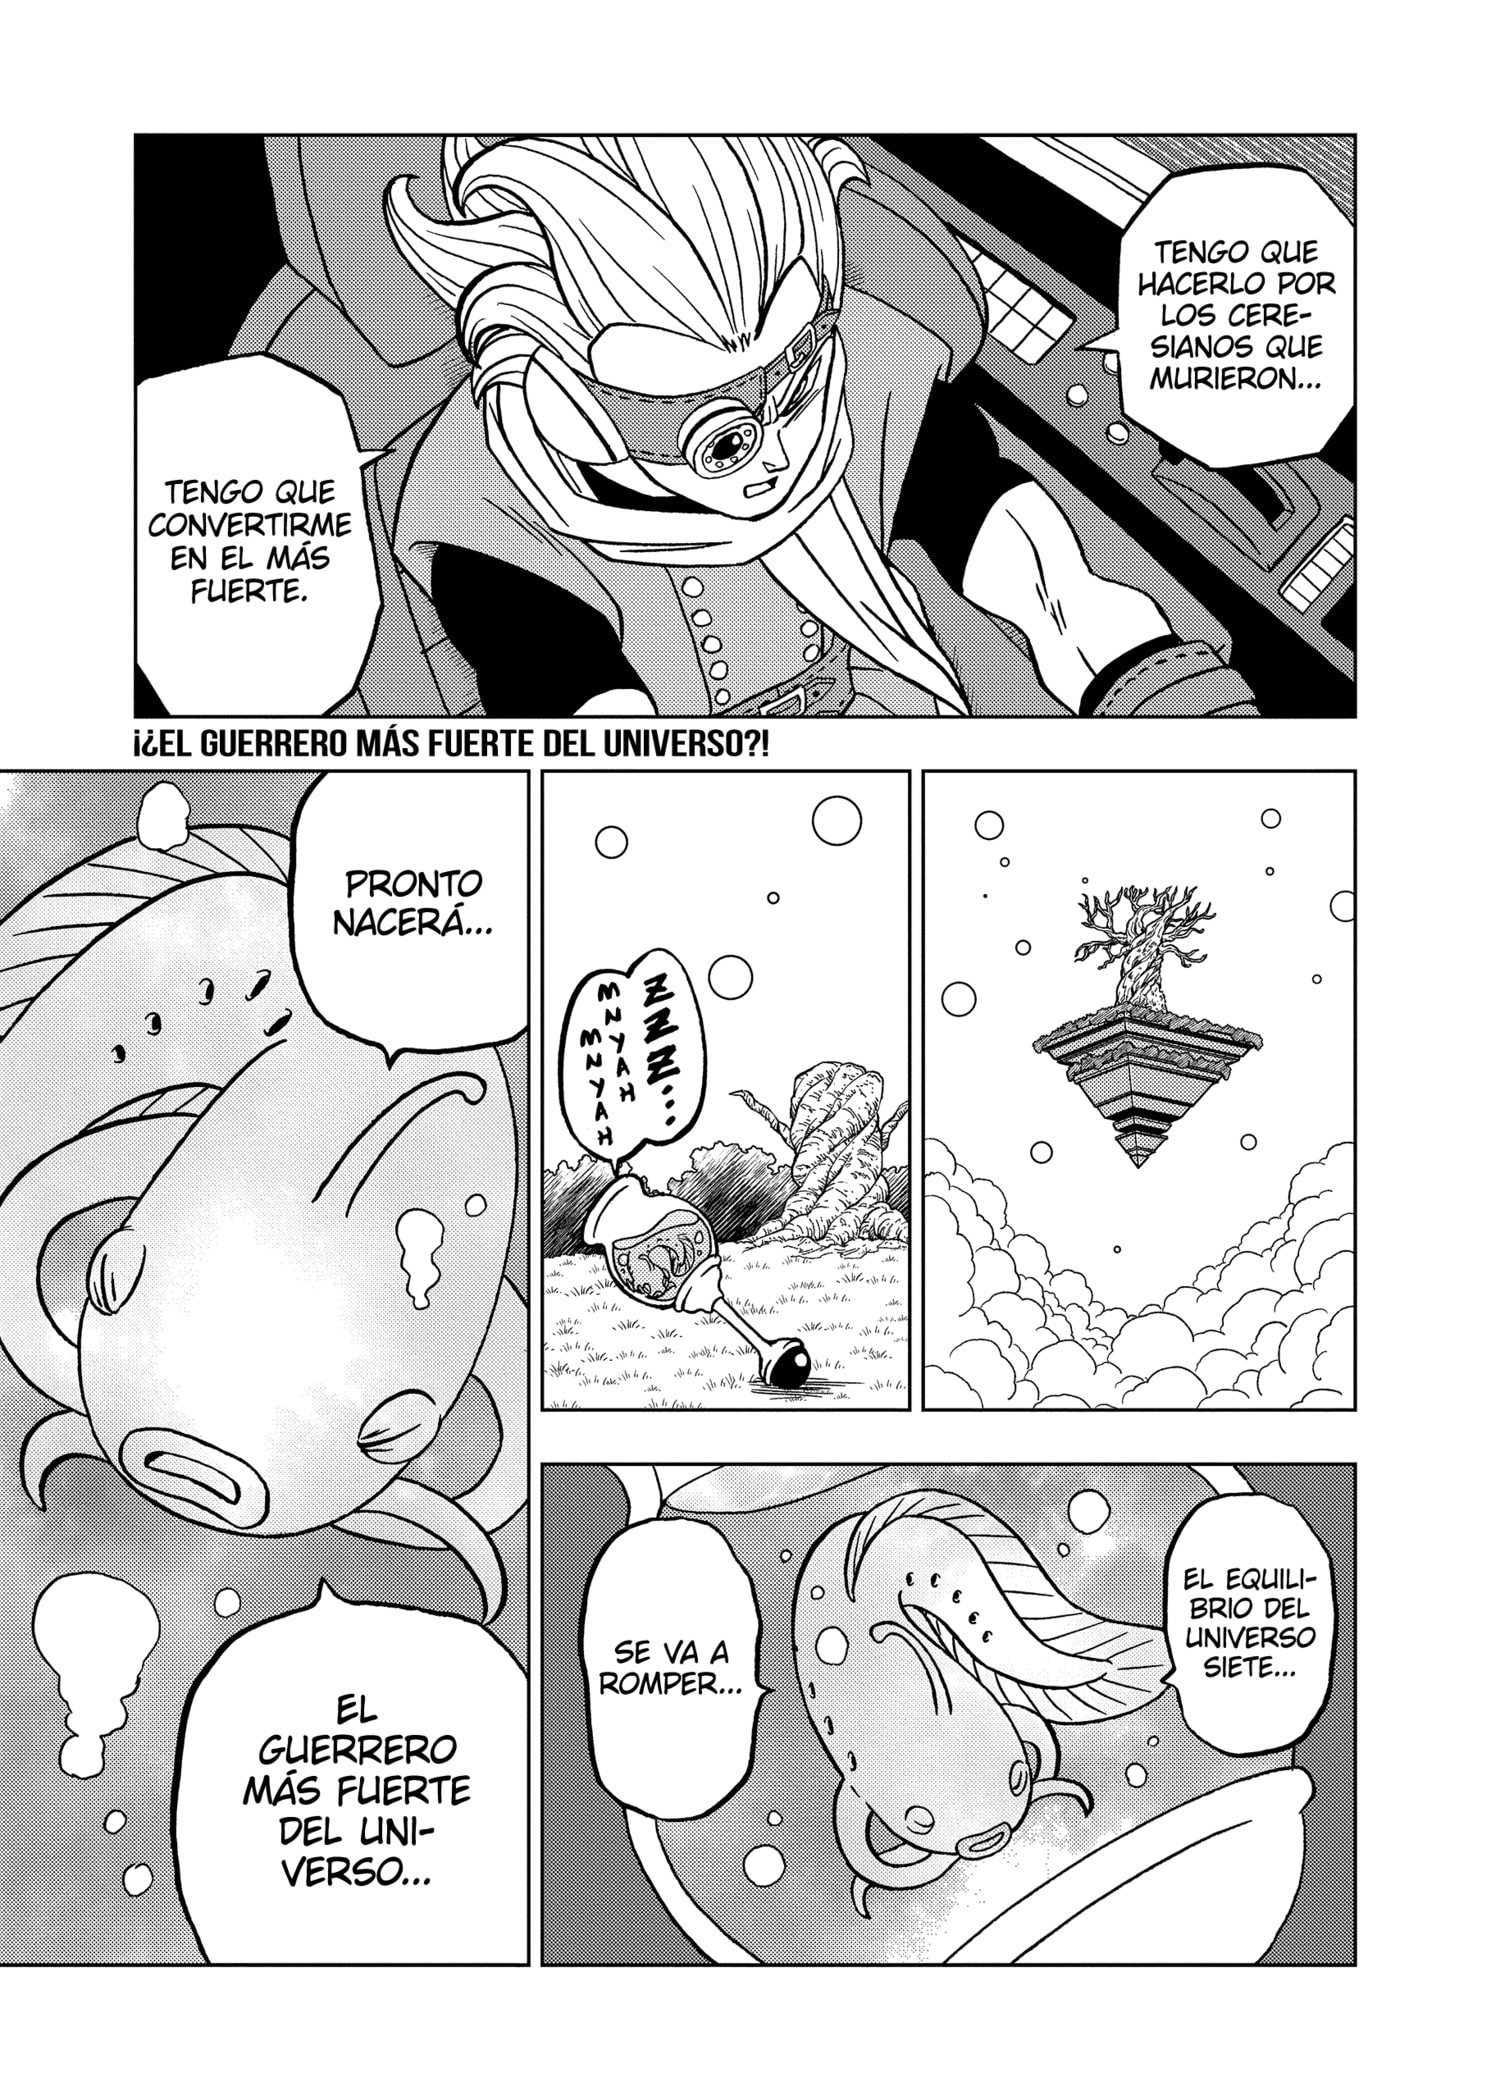 TENGO QUE
HACERLO POR
LOS CERE-
SIANOS QUE
MURIERON...
TENGO QUE
CONVERTIRME
EN EL MÁS
FUERTE.
¡¿EL GUERRERO MÁS FUERTE DEL UNIVERSO?!
ZZZ...
MNYAH
MNYAH
EL EQUILI-
BRIO DEL
UNIVERSO
SIETE...
SE VA A
ROMPER...
PRONTO
NACERÁ...
EL
GUERRERO
MÁS FUERTE
DEL UNI-
VERSO...